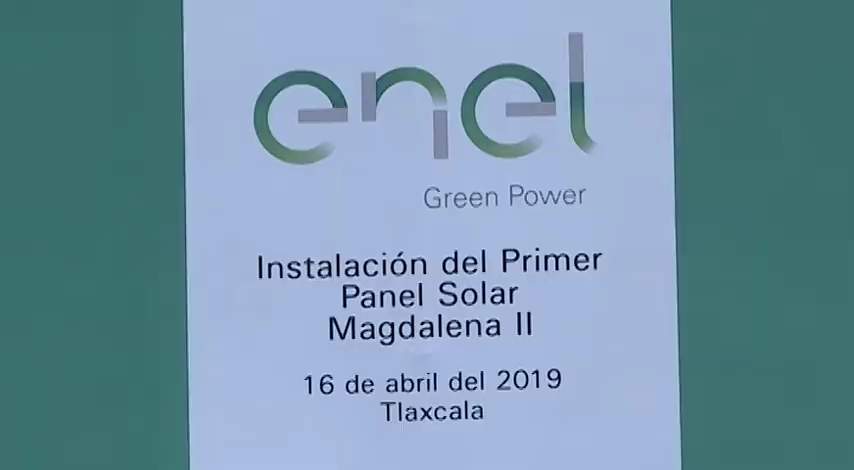 enel
Green Power
Instalación del Primer
Panel Solar
Magdalena II
16 de abril del 2019
Tlaxcala